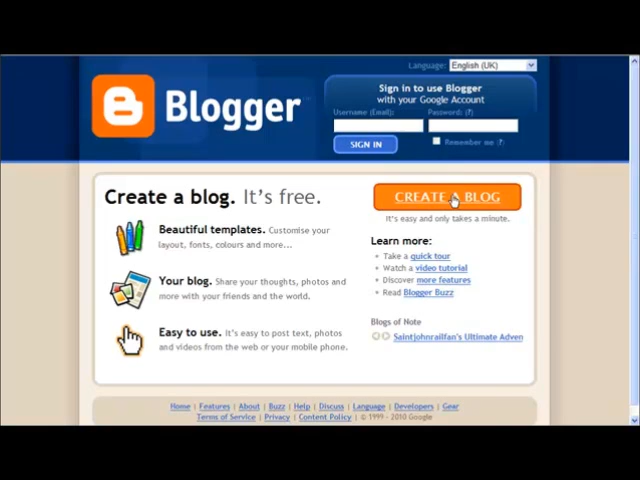 Language: English (UK)
Blogger
Sign in to use Blogger
with your Google Account
Username (Email): Password: (?)
SIGN IN
Remember me (?)
Create a blog. It's free.
CREATE A BLOG
It's easy and only takes a minute.
Beautiful templates. Customise your
layout, fonts, colours and more...
Your blog. Share your thoughts, photos and
more with your friends and the world.
Easy to use. It's easy to post text, photos
and videos from the web or your mobile phone.
Learn more:
• Take a quick tour
• Watch a video tutorial
• Discover more features
• Read Blogger Buzz
Blogs of Note
Saintjohnrailfan's Ultimate Adven
Home | Features | About | Buzz | Help | Discuss | Language | Developers | Gear
Terms of Service | Privacy | Content Policy | © 1999 - 2010 Google